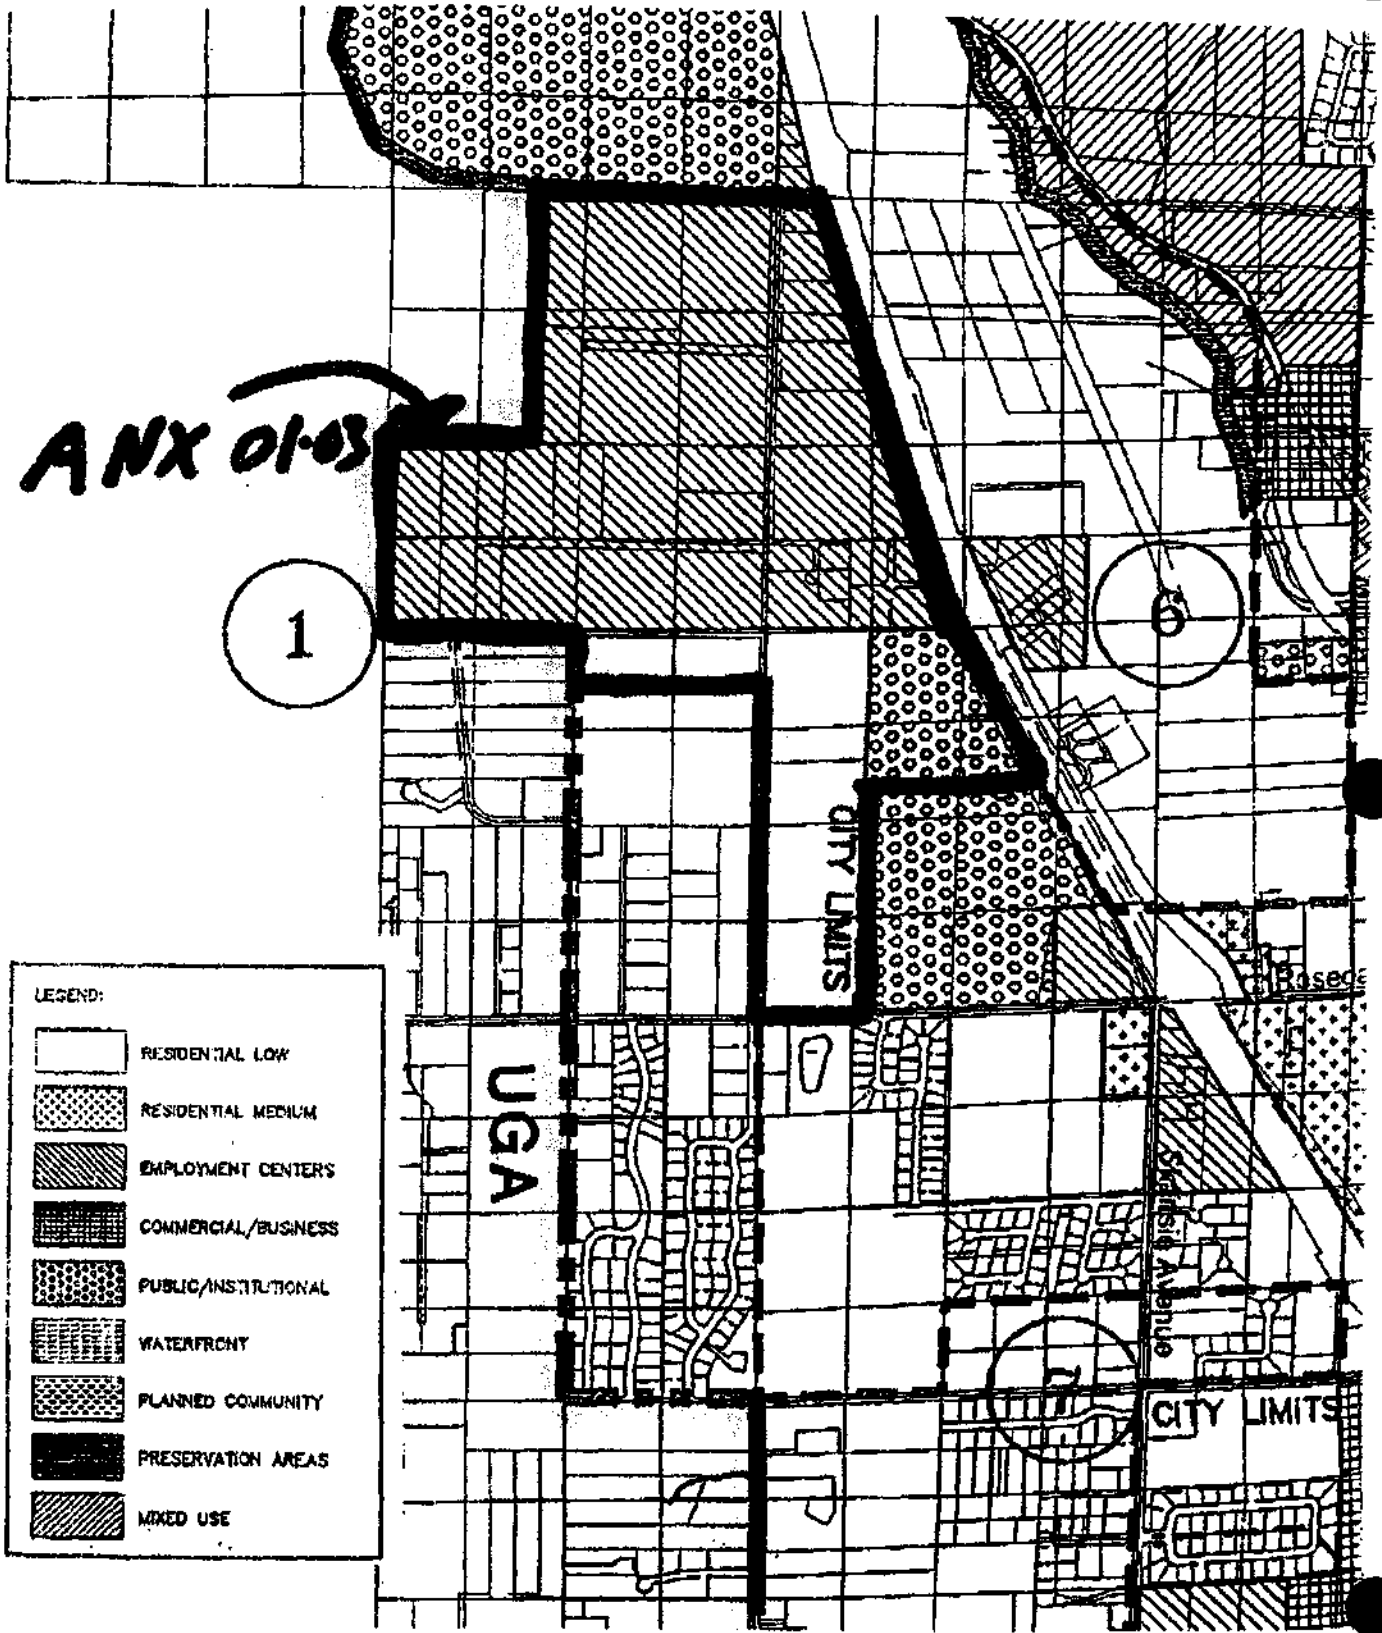 ANX 01-03
1
6
CITY LIMITS
LEGEND:
RESIDENTIAL LOW
RESIDENTIAL MEDIUM
EMPLOYMENT CENTERS
COMMERCIAL/BUSINESS
PUBLIC/INSTITUTIONAL
WATERFRONT
PLANNED COMMUNITY
PRESERVATION AREAS
MIXED USE
UGA
Avenue
CITY LIMITS